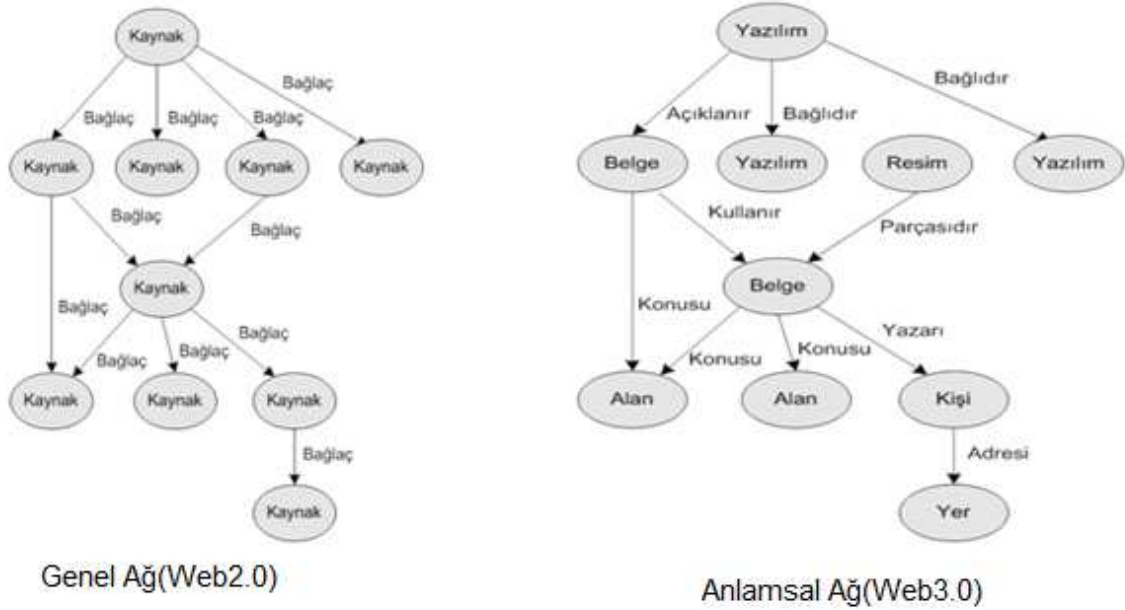 Kaynak
Bağlaç
Bağlaç
Bağlaç
Bağlaç
Bağlaç
Kaynak
Kaynak
Kaynak
Kaynak
Bağlaç
Bağlaç
Kaynak
Bağlaç
Bağlaç
Bağlaç
Bağlaç
Kaynak
Kaynak
Kaynak
Bağlaç
Kaynak
Genel Ağ(Web2.0)
Yazılım
Bağlıdır
Açıklanır
Bağlıdır
Belge
Yazılım
Resim
Yazılım
Kullanır
Parçasıdır
Belge
Konusu
Yazarı
Konusu
Konusu
Alan
Alan
Kişi
Adresi
Yer
Anlamsal Ağ(Web3.0)